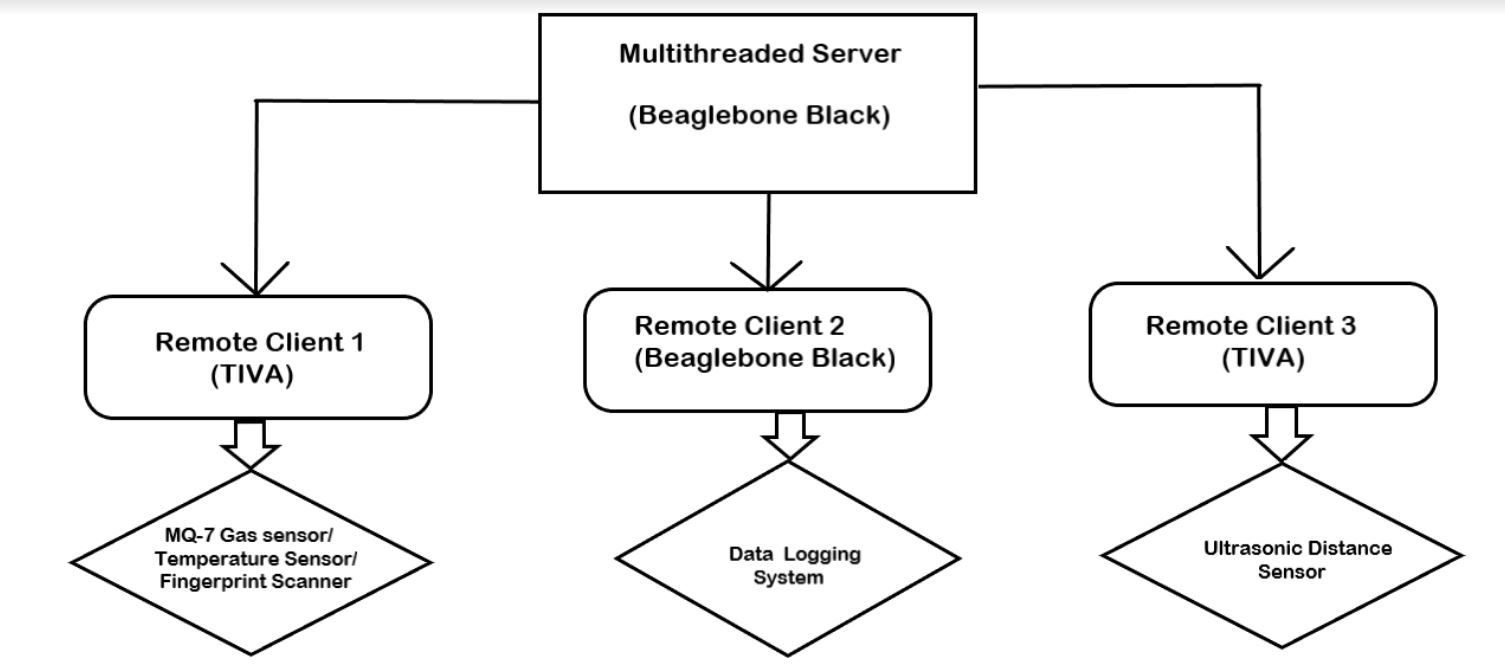 Multithreaded Server
(Beaglebone Black)
Remote Client 1
(TIVA)
Remote Client 2
(Beaglebone Black)
Remote Client 3
(TIVA)
MQ-7 Gas sensor/
Temperature Sensor/
Fingerprint Scanner
Data Logging
System
Ultrasonic Distance
Sensor